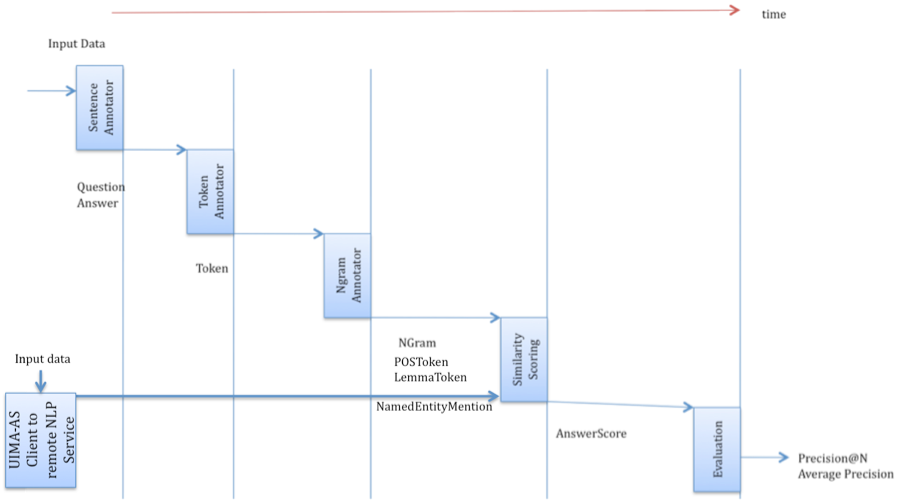 time
Input Data
Sentence
Annotator
Question
Answer
Token
Annotator
Token
Ngram
Annotator
NGram
POSToken
LemmaToken
Similarity
Scoring
Input data
UIMA-AS
Client to
remote NLP
Service
NamedEntityMention
AnswerScore
Evaluation
Precision@N
Average Precision